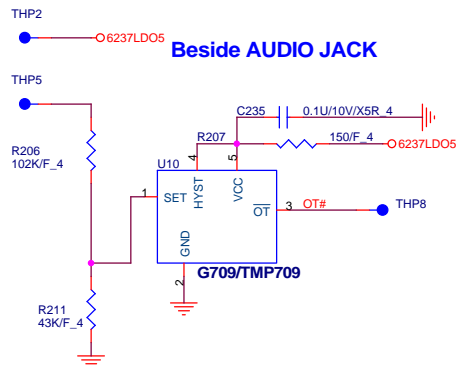 THP2
6237LDO5
Beside AUDIO JACK
THP5
C235
0.1U/10V/X5R_4
R206
102K/F_4
R207
150/F_4
6237LDO5
U10
4
5
1
SET
HYST
VCC
OT
3
OT#
THP8
GND
2
G709/TMP709
R211
43K/F_4